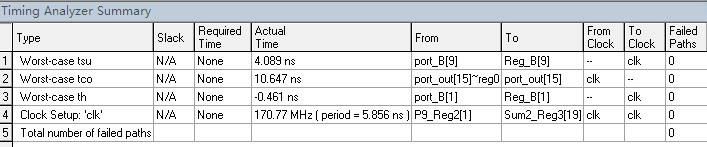 Timing Analyzer Summary
Type Slack Required Time Actual Time From To From Clock To Clock Failed Paths
1 Worst-case tsu N/A None 4.089 ns port_B[9] Reg_B[9] -- clk 0
2 Worst-case tco N/A None 10.647 ns port_out[15]~reg0 port_out[15] clk -- 0
3 Worst-case th N/A None -0.461 ns port_B[1] Reg_B[1] -- clk 0
4 Clock Setup: 'clk' N/A None 170.77 MHz ( period = 5.856 ns ) P9_Reg2[1] Sum2_Reg3[19] clk clk 0
5 Total number of failed paths 0